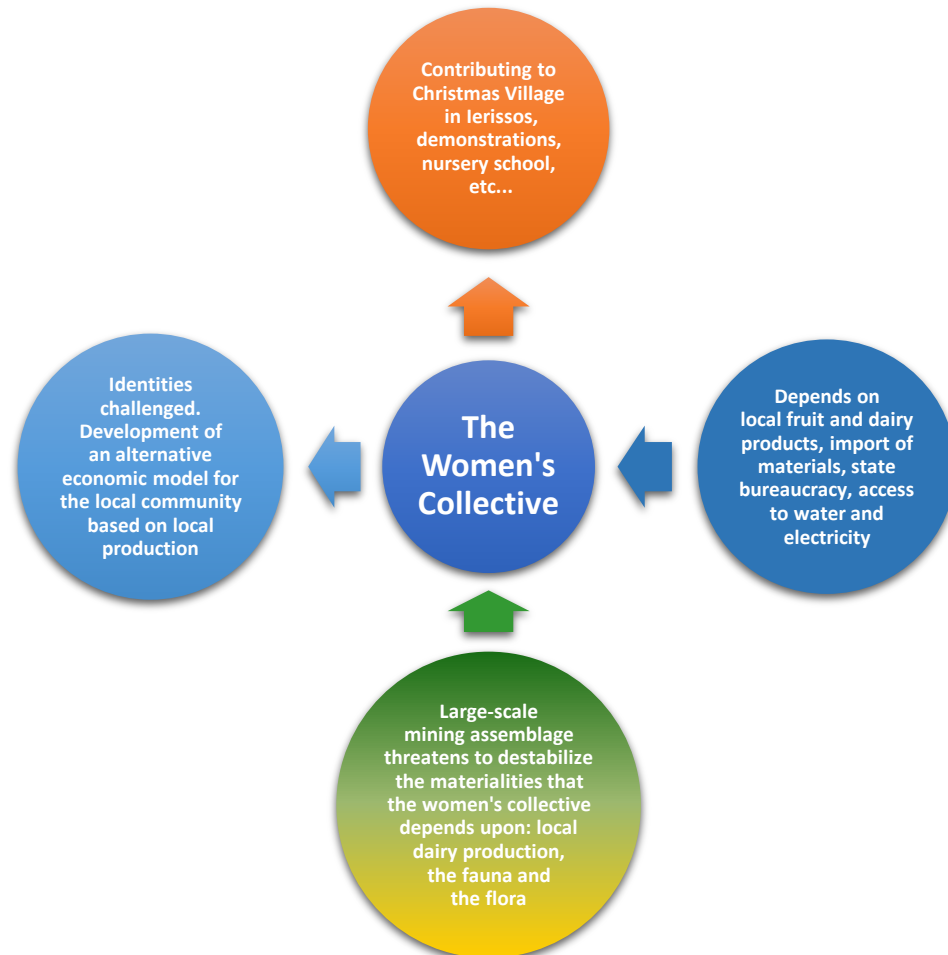 Contributing to
Christmas Village
in Ierissos,
demonstrations,
nursery school,
etc...
Identities
challenged.
Development of
an alternative
economic model for
the local community
based on local
production
The
Women's
Collective
Depends on
local fruit and dairy
products, import of
materials, state
bureaucracy, access
to water and
electricity
Large-scale
mining assemblage
threatens to destabilize
the materialities that
the women's collective
depends upon: local
dairy production,
the fauna and
the flora